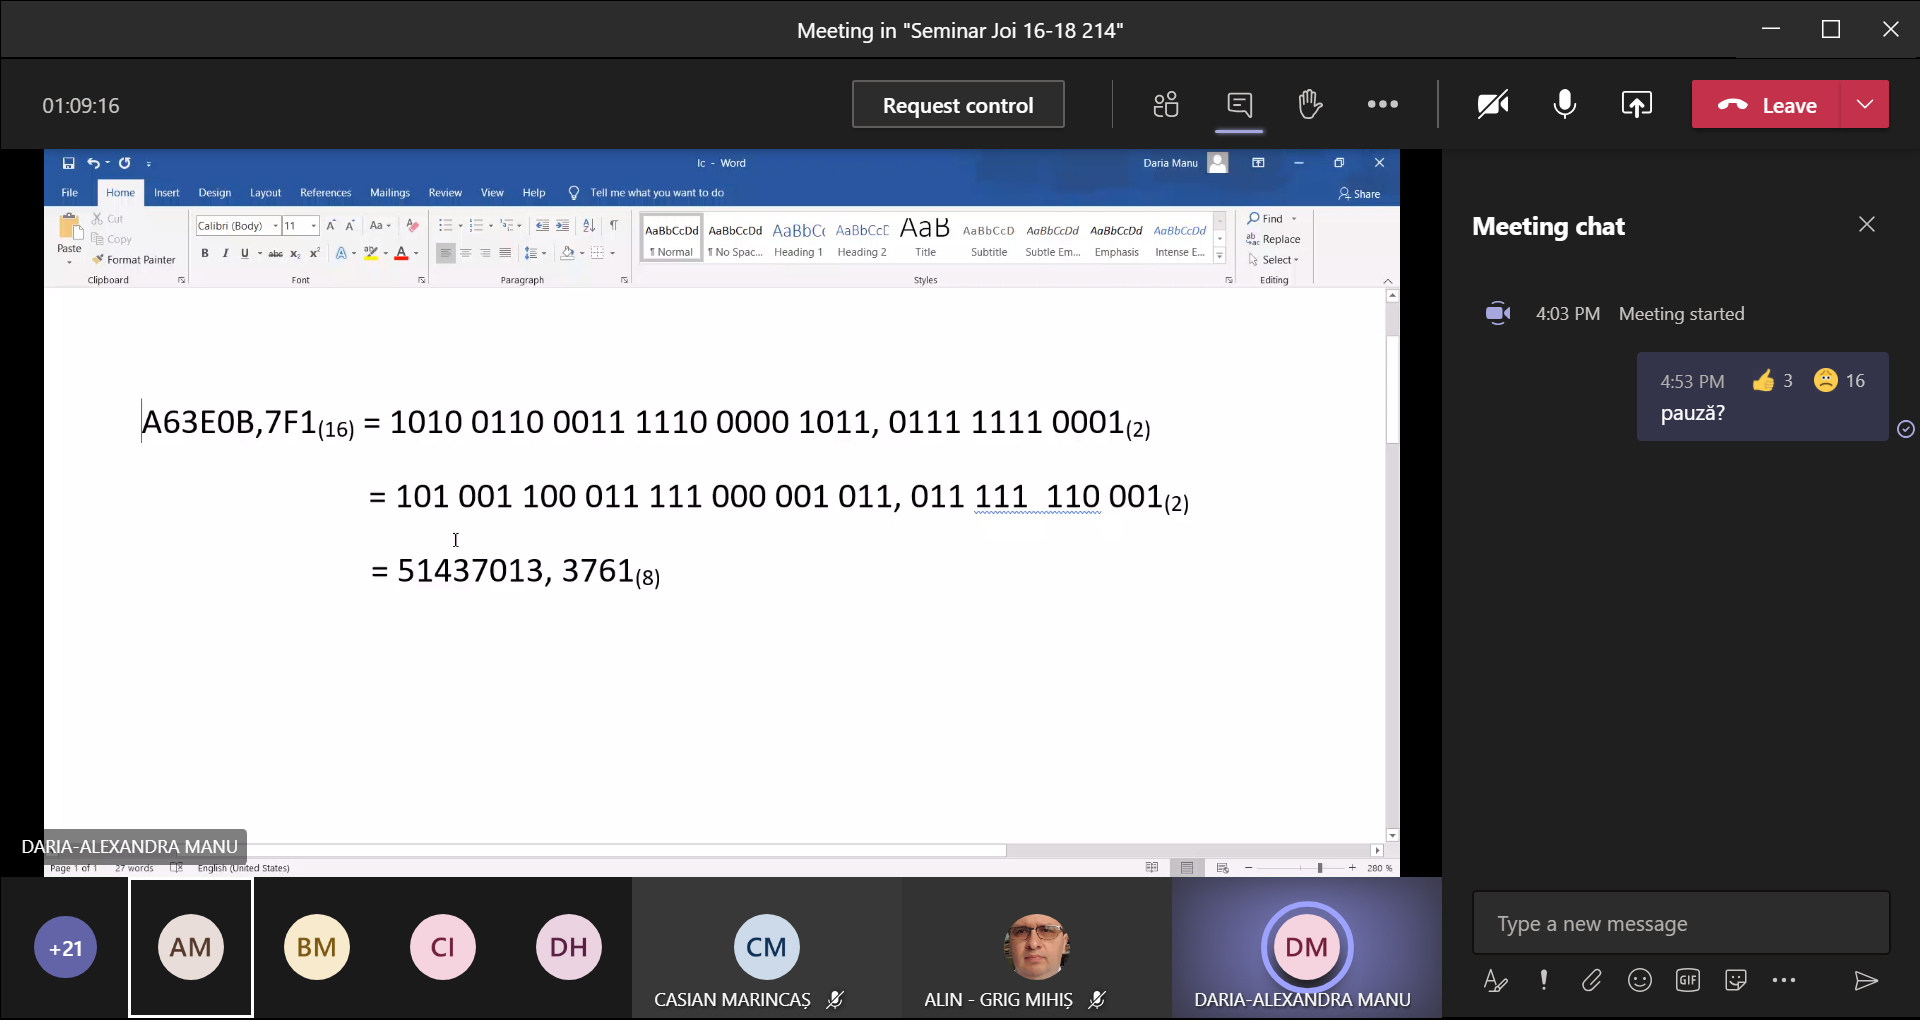 Meeting in "Seminar Joi 16-18 214"
01:09:16
Request control
Leave
lc - Word
Daria Manu
File Home Insert Design Layout References Mailings Review View Help Tell me what you want to do
Share
Paste
Cut
Copy
Format Painter
Clipboard
Calibri (Body) 11
Aa
B I U abc x₂ x²
A A
Font
Paragraph
AaBbCcDd AaBbCcDd AaBbCc AaBbCcE AaB AaBbCcD AaBbCcDd AaBbCcDd AaBbCcDd
¶ Normal ¶ No Spac... Heading 1 Heading 2 Title Subtitle Subtle Em... Emphasis Intense E...
Styles
Find
Replace
Select
Editing
A63E0B,7F1(16) = 1010 0110 0011 1110 0000 1011, 0111 1111 0001(2)
= 101 001 100 011 111 000 001 011, 011 111 110 001(2)
= 51437013, 3761(8)
DARIA-ALEXANDRA MANU
Page 1 of 1 27 words English (United States)
280 %
+21
AM
BM
CI
DH
CM
CASIAN MARINCAȘ
ALIN - GRIG MIHIȘ
DM
DARIA-ALEXANDRA MANU
Meeting chat
4:03 PM Meeting started
4:53 PM 3 16
pauză?
Type a new message
GIF